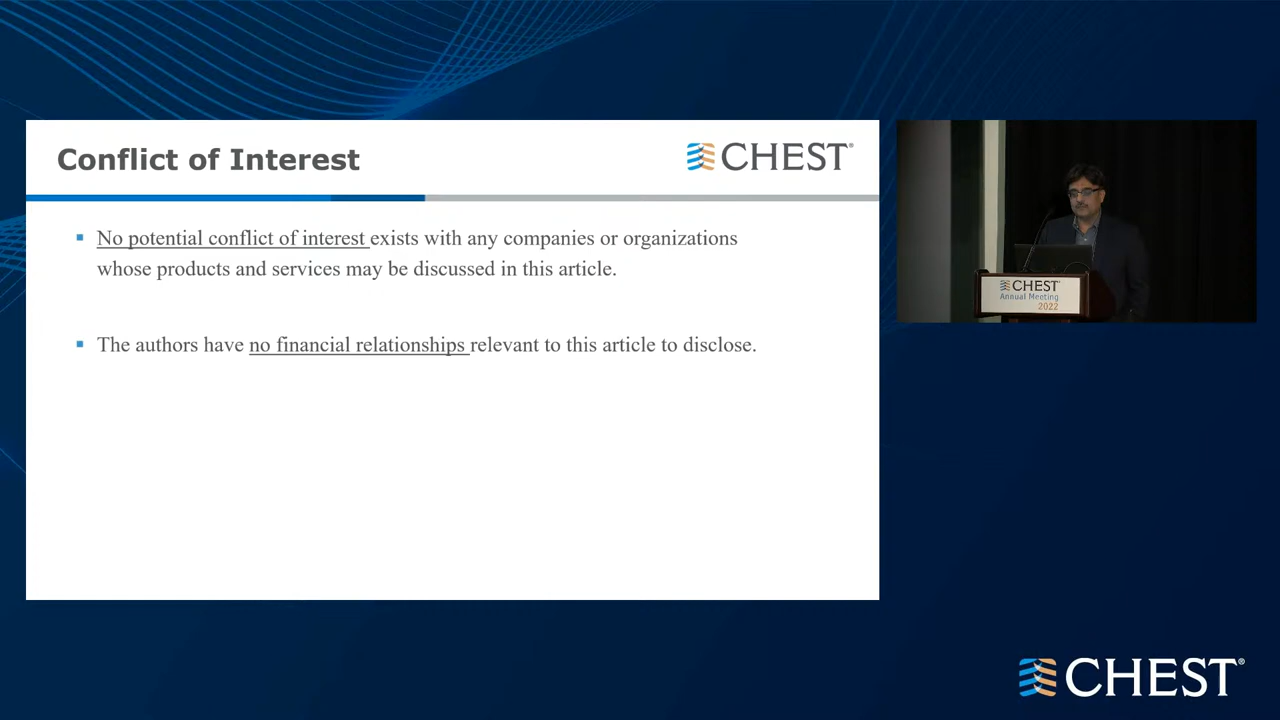 Conflict of Interest
CHEST®
No potential conflict of interest exists with any companies or organizations
whose products and services may be discussed in this article.
The authors have no financial relationships relevant to this article to disclose.
CHEST
Annual Meeting
2022
CHEST®